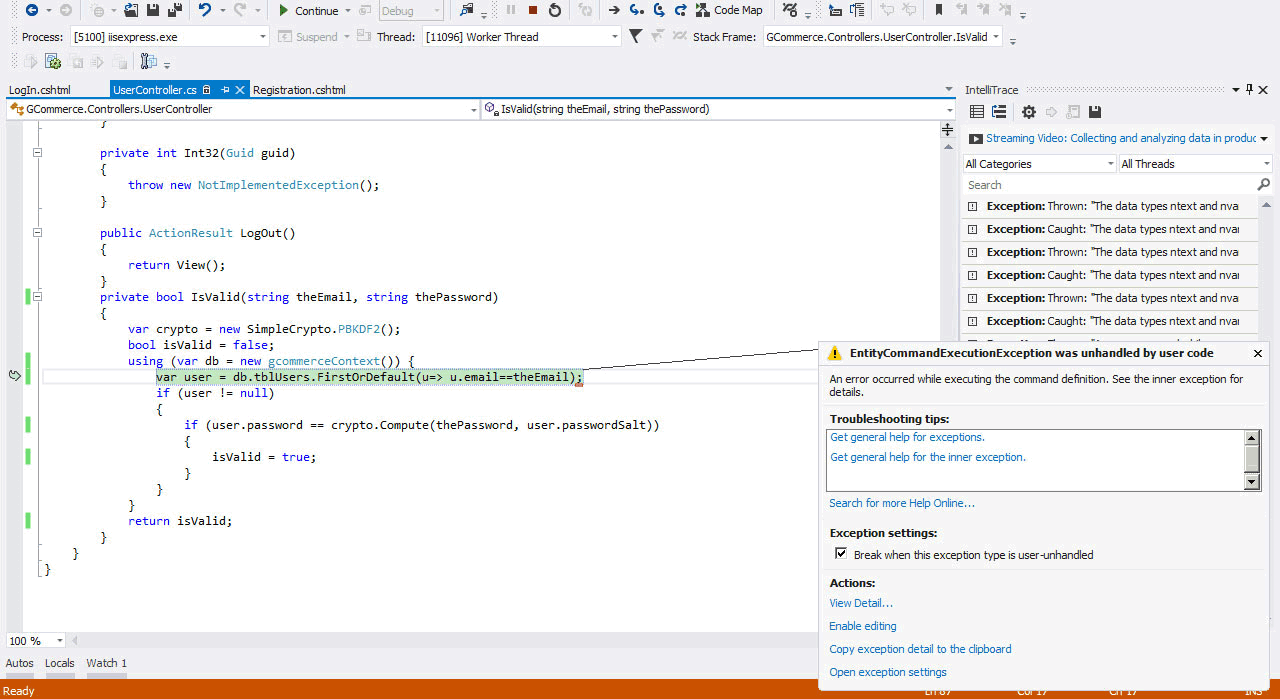 Continue
Debug
Code Map
Process:
[5100] iisexpress.exe
Suspend
Thread:
[11096] Worker Thread
Stack Frame:
GCommerce.Controllers.UserController.IsValid
LogIn.cshtml
UserController.cs
Registration.cshtml
GCommerce.Controllers.UserController
IsValid(string theEmail, string thePassword)
}
private int Int32(Guid guid)
{
throw new NotImplementedException();
}
public ActionResult LogOut()
{
return View();
}
private bool IsValid(string theEmail, string thePassword)
{
var crypto = new SimpleCrypto.PBKDF2();
bool isValid = false;
using (var db = new gcommerceContext()) {
var user = db.tblUsers.FirstOrDefault(u=> u.email==theEmail);
if (user != null)
{
if (user.password == crypto.Compute(thePassword, user.passwordSalt))
{
isValid = true;
}
}
}
return isValid;
}
}
}
IntelliTrace
Streaming Video: Collecting and analyzing data in produc
All Categories
All Threads
Search
Exception: Thrown: "The data types ntext and nvar
Exception: Caught: "The data types ntext and nvar
Exception: Thrown: "The data types ntext and nvar
Exception: Caught: "The data types ntext and nvar
Exception: Thrown: "The data types ntext and nvar
Exception: Caught: "The data types ntext and nvar
EntityCommandExecutionException was unhandled by user code
An error occurred while executing the command definition. See the inner exception for
details.
Troubleshooting tips:
Get general help for exceptions.
Get general help for the inner exception.
Search for more Help Online...
Exception settings:
Break when this exception type is user-unhandled
Actions:
View Detail...
Enable editing
Copy exception detail to the clipboard
Open exception settings
100 %
Autos
Locals
Watch 1
Ready